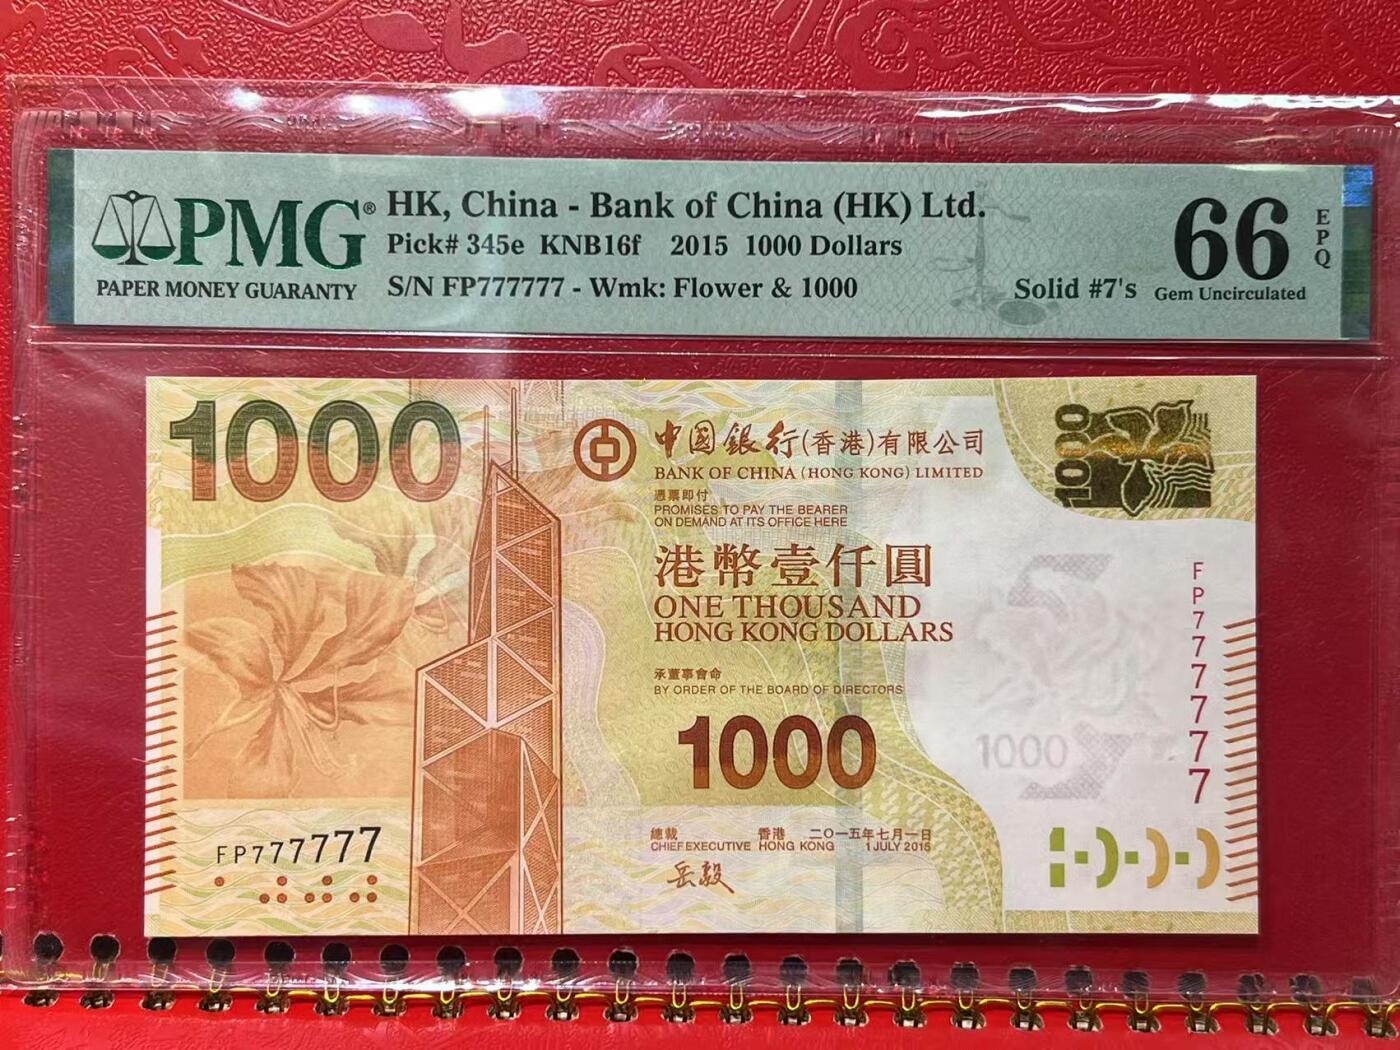 PMG®
PAPER MONEY GUARANTY
HK, China - Bank of China (HK) Ltd.
Pick# 345e KNB16f 2015 1000 Dollars
S/N FP777777 - Wmk: Flower & 1000
Solid #7's
66
EPQ
Gem Uncirculated
1000
中國銀行(香港)有限公司
BANK OF CHINA (HONG KONG) LIMITED
憑票即付
PROMISES TO PAY THE BEARER
ON DEMAND AT ITS OFFICE HERE
港幣壹仟圓
ONE THOUSAND
HONG KONG DOLLARS
承董事會命
BY ORDER OF THE BOARD OF DIRECTORS
1000
總裁 香港 二〇一五年七月一日
CHIEF EXECUTIVE HONG KONG 1 JULY 2015
岳毅
FP777777
1000
FP777777
1000